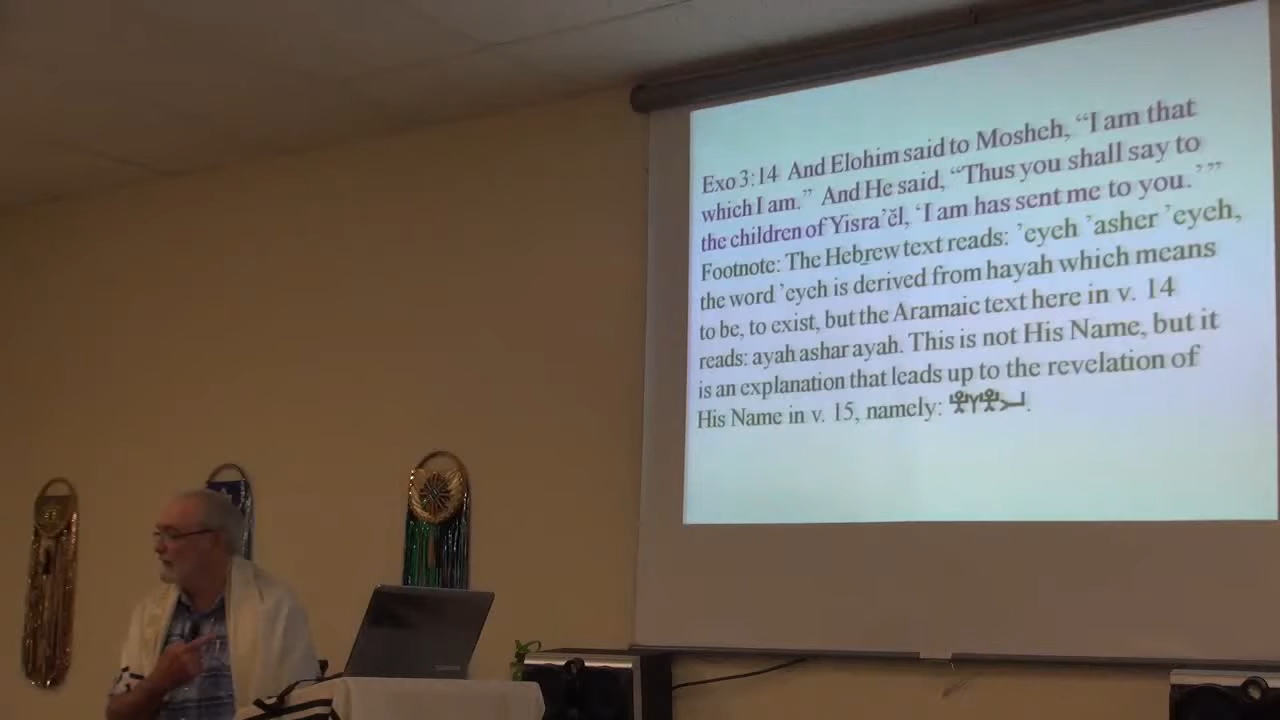 Exo 3:14 And Elohim said to Mosheh, “I am that
which I am.” And He said, “Thus you shall say to
the children of Yisra’ĕl, ‘I am has sent me to you.’ ”
Footnote: The Heḇrew text reads: ’eyeh ’asher ’eyeh,
the word ’eyeh is derived from hayah which means
to be, to exist, but the Aramaic text here in v. 14
reads: ayah ashar ayah. This is not His Name, but it
is an explanation that leads up to the revelation of
His Name in v. 15, namely: 𐤉𐤄𐤅𐤄.